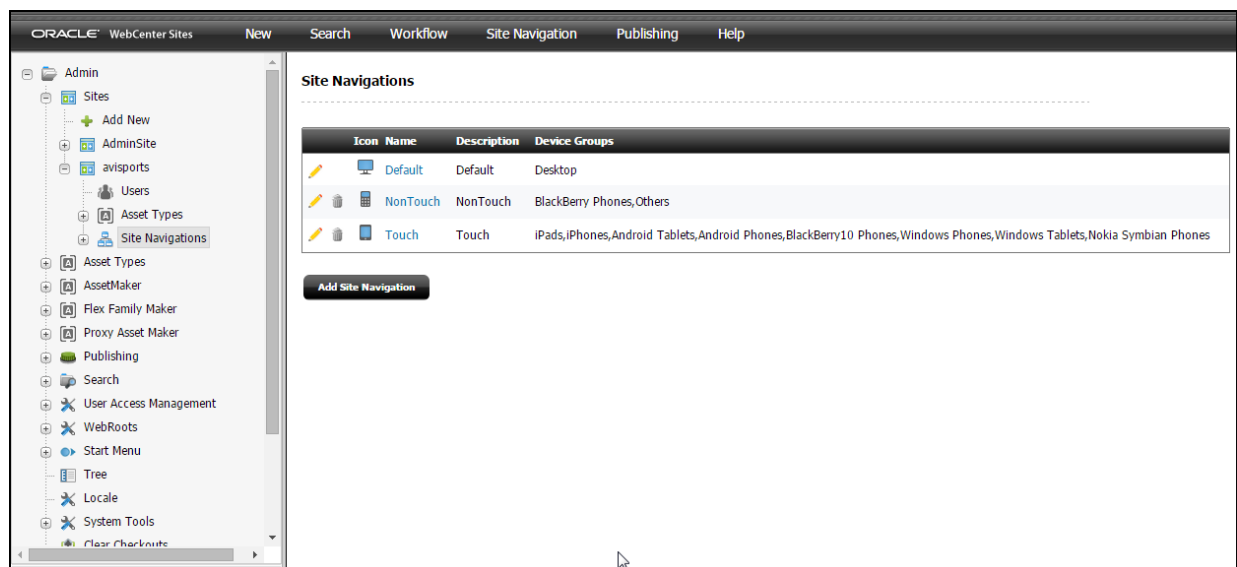 ORACLE WebCenter Sites New Search Workflow Site Navigation Publishing Help
Admin
Sites
Add New
AdminSite
avisports
Users
Asset Types
Site Navigations
Asset Types
AssetMaker
Flex Family Maker
Proxy Asset Maker
Publishing
Search
User Access Management
WebRoots
Start Menu
Tree
Locale
System Tools
Clear Checkouts
Site Navigations
Icon Name Description Device Groups
Default Default Desktop
NonTouch NonTouch BlackBerry Phones,Others
Touch Touch iPads,iPhones,Android Tablets,Android Phones,BlackBerry10 Phones,Windows Phones,Windows Tablets,Nokia Symbian Phones
Add Site Navigation